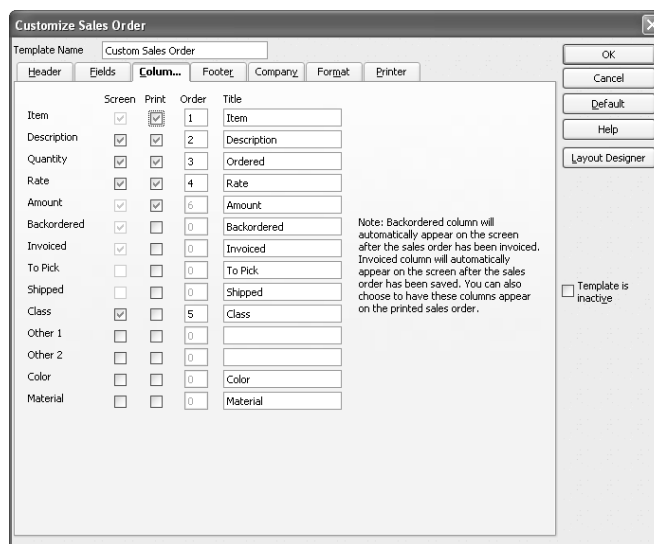 Customize Sales Order
Template Name Custom Sales Order
Header Fields Colum... Footer Company Format Printer
Screen Print Order Title
Item 1 Item
Description 2 Description
Quantity 3 Ordered
Rate 4 Rate
Amount 6 Amount
Backordered 0 Backordered
Invoiced 0 Invoiced
To Pick 0 To Pick
Shipped 0 Shipped
Class 5 Class
Other 1 0
Other 2 0
Color 0 Color
Material 0 Material
Note: Backordered column will
automatically appear on the screen
after the sales order has been invoiced.
Invoiced column will automatically
appear on the screen after the sales
order has been saved. You can also
choose to have these columns appear
on the printed sales order.
OK
Cancel
Default
Help
Layout Designer
Template is
inactive